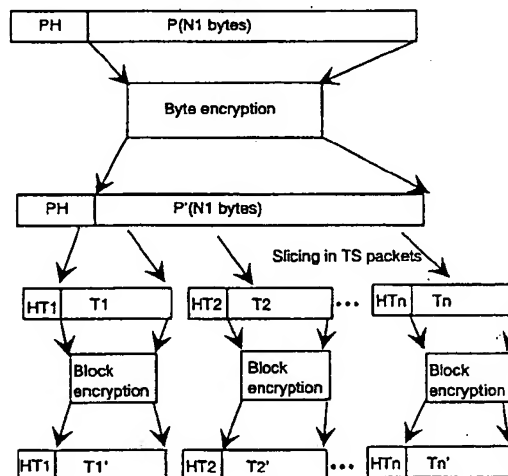 PH P(N1 bytes)
Byte encryption
PH P'(N1 bytes)
Slicing in TS packets
HT1 T1 HT2 T2 ••• HTn Tn
Block encryption Block encryption Block encryption
HT1 T1' HT2 T2' ••• HTn Tn'